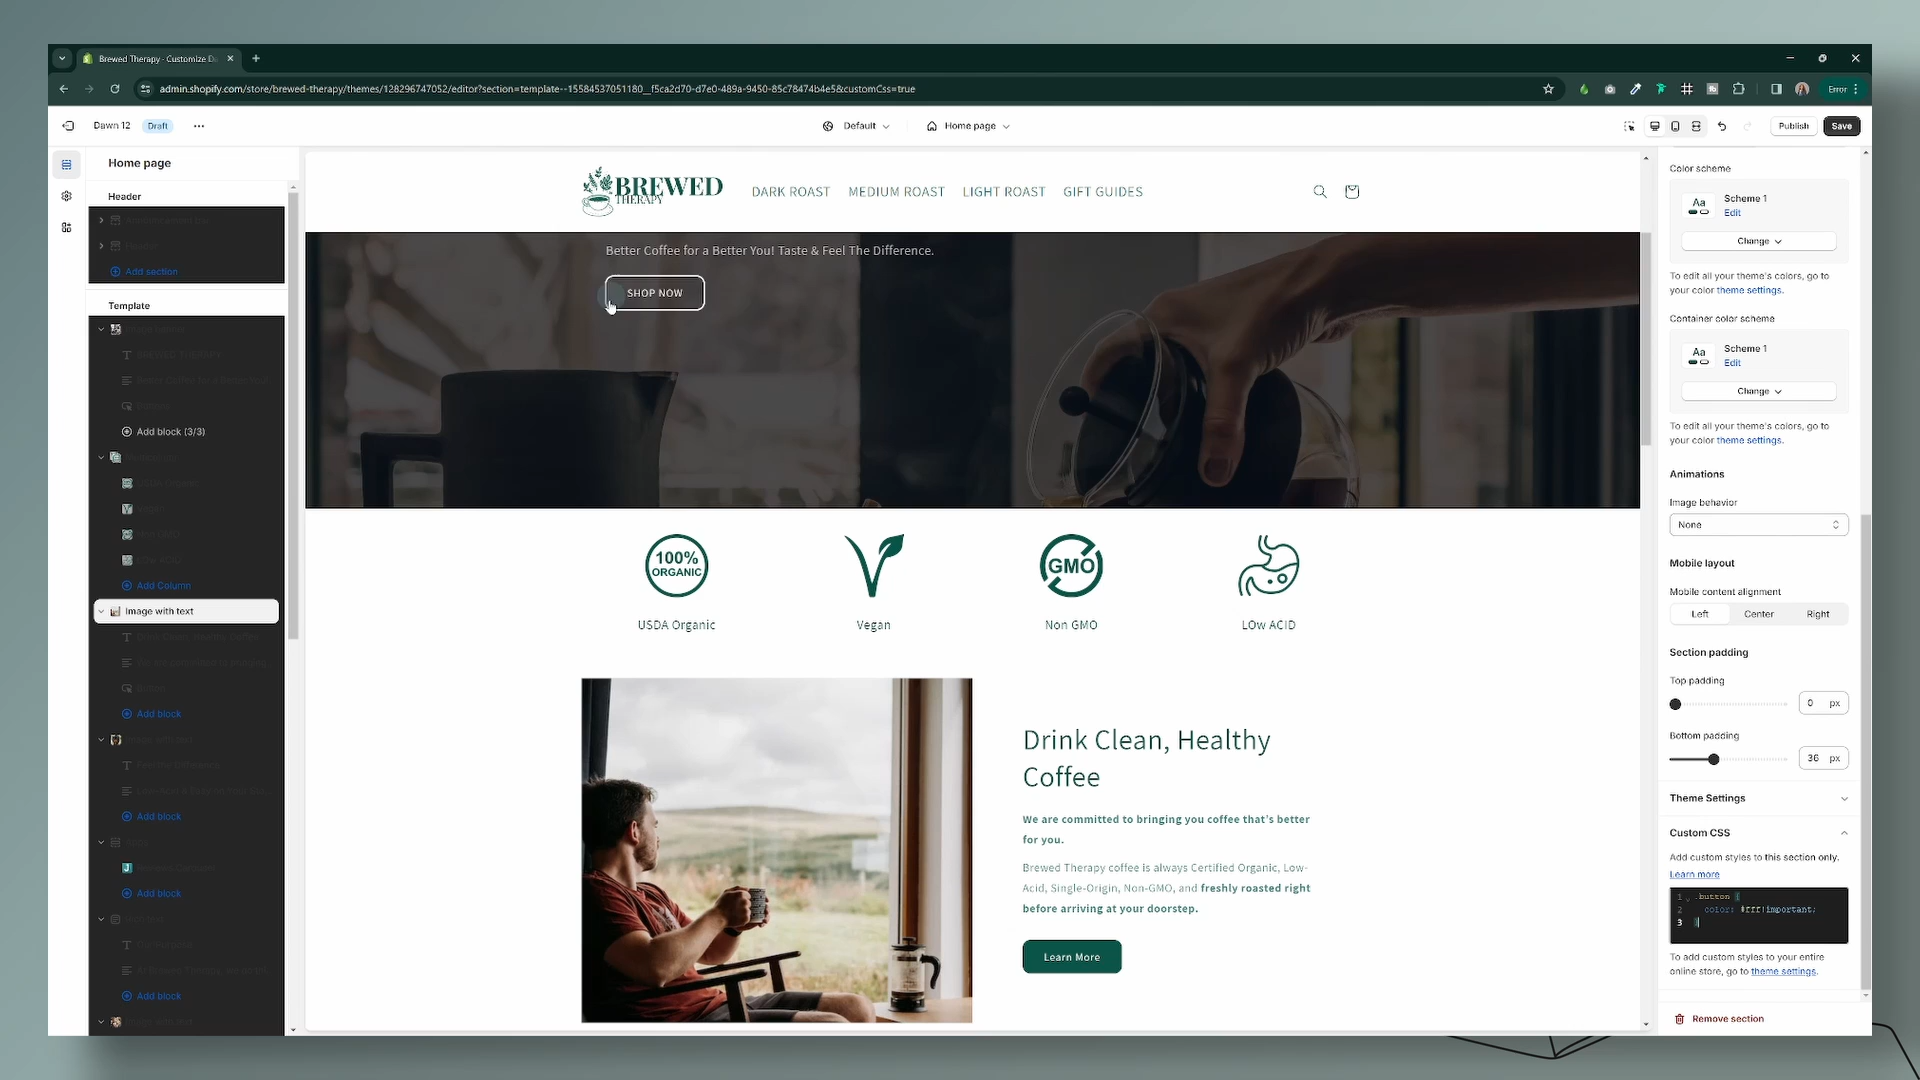 Brewed Therapy · Customize
admin.shopify.com/store/brewed-therapy/themes/128296747052/editor?section=template--15584537051180__f5ca2d70-d7e0-489a-9450-85c78474b4e5&customCss=true
Error
Dawn 12
Draft
Default
Home page
Publish
Save
Home page
Header
Add section
Template
BREWED THERAPY
Better Coffee for a Better You!
Add block (3/3)
Add Column
Image with text
Add block
Add block
Add block
Add block
BREWED
THERAPY
DARK ROAST
MEDIUM ROAST
LIGHT ROAST
GIFT GUIDES
Better Coffee for a Better You! Taste & Feel The Difference.
SHOP NOW
100%
ORGANIC
GMO
USDA Organic
Vegan
Non GMO
LOw ACID
Drink Clean, Healthy
Coffee
We are committed to bringing you coffee that's better
for you.
Brewed Therapy coffee is always Certified Organic, Low-
Acid, Single-Origin, Non-GMO, and freshly roasted right
before arriving at your doorstep.
Learn More
Color scheme
Aa
Scheme 1
Edit
Change
To edit all your theme's colors, go to
your color theme settings.
Container color scheme
Aa
Scheme 1
Edit
Change
To edit all your theme's colors, go to
your color theme settings.
Animations
Image behavior
None
Mobile layout
Mobile content alignment
Left
Center
Right
Section padding
Top padding
0 px
Bottom padding
36 px
Theme Settings
Custom CSS
Add custom styles to this section only.
Learn more
1 .button {
2 color: #fff!important;
3 }
To add custom styles to your entire
online store, go to theme settings.
Remove section